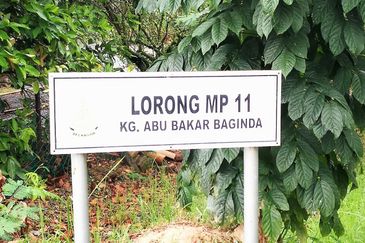 LORONG MP 11
KG. ABU BAKAR BAGINDA